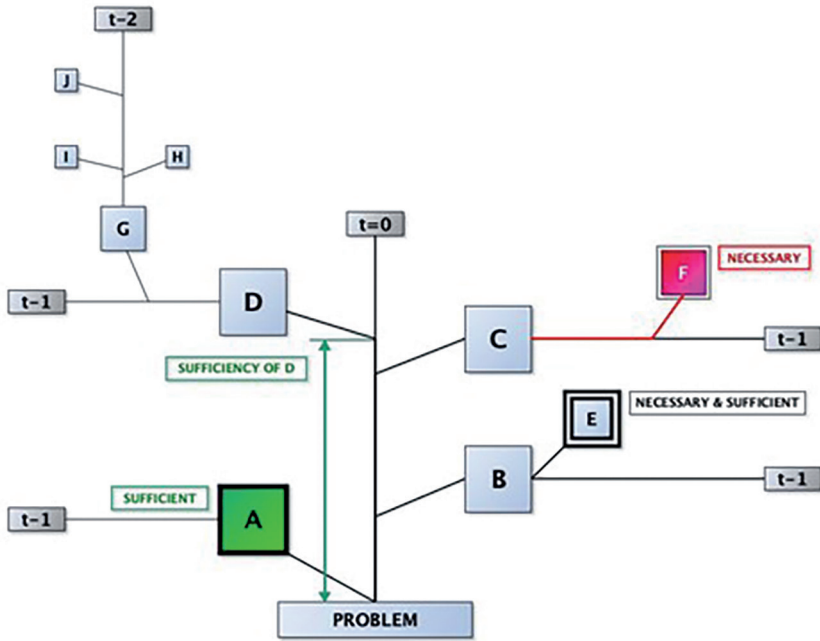 t-2
J
I
H
G
t=0
F
NECESSARY
t-1
D
C
t-1
SUFFICIENCY OF D
E
NECESSARY & SUFFICIENT
B
t-1
SUFFICIENT
t-1
A
PROBLEM